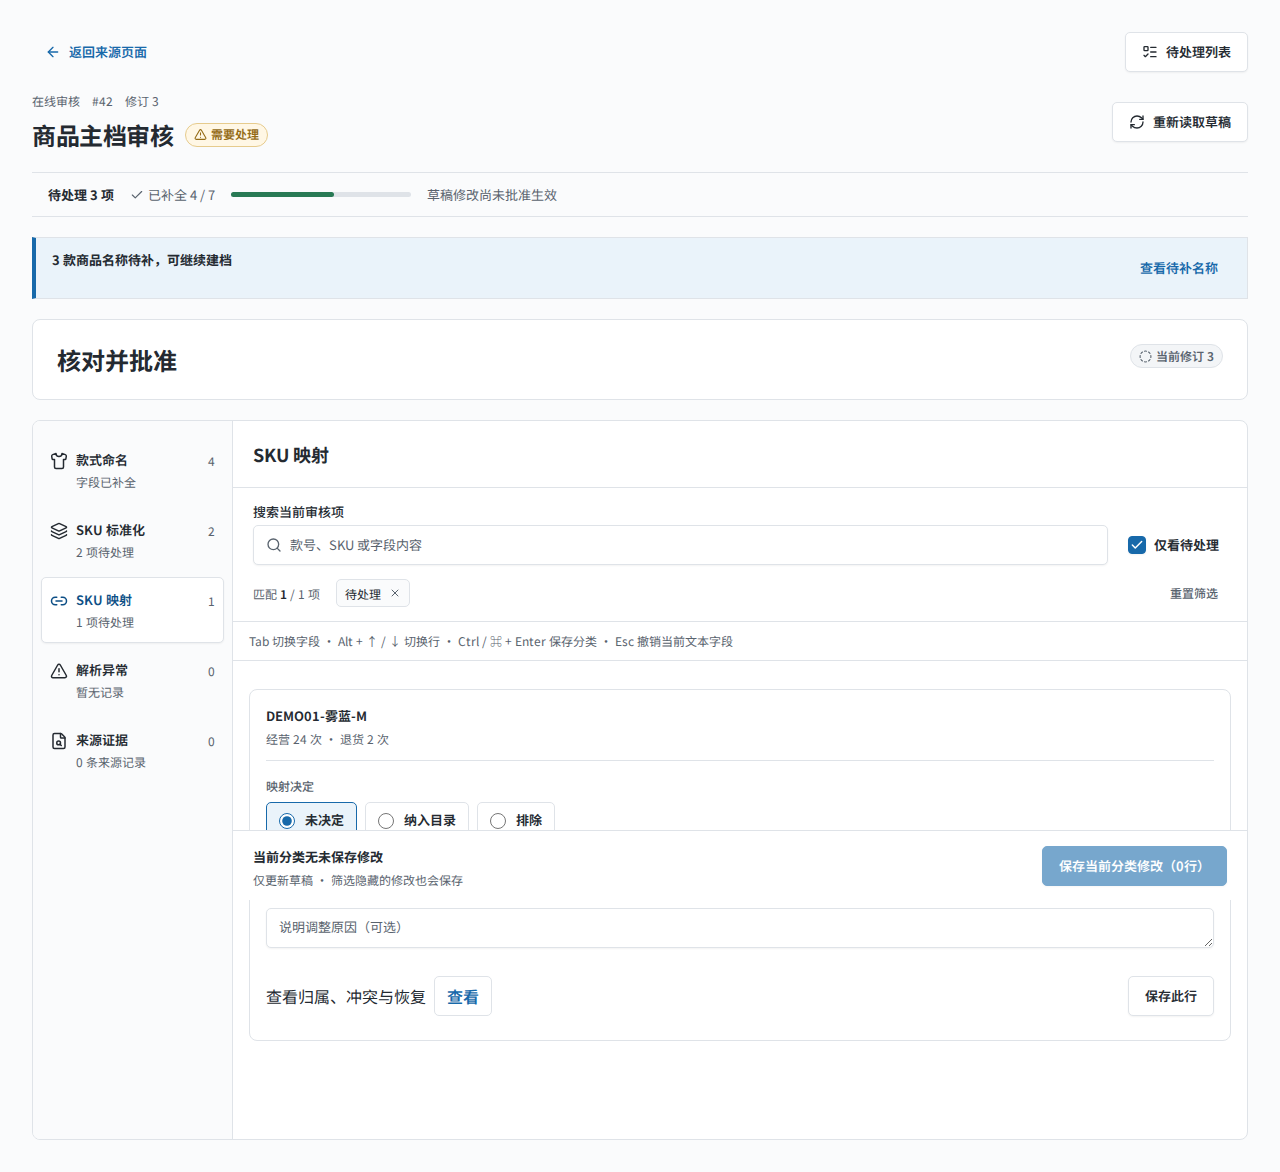 返回来源页面
待处理列表
在线审核 #42 修订 3
商品主档审核 需要处理
重新读取草稿
待处理 3 项 已补全 4 / 7 草稿修改尚未批准生效
3 款商品名称待补，可继续建档
查看待补名称
核对并批准
当前修订 3
款式命名 4
字段已补全
SKU 标准化 2
2 项待处理
SKU 映射 1
1 项待处理
解析异常 0
暂无记录
来源证据 0
0 条来源记录
SKU 映射
搜索当前审核项
款号、SKU 或字段内容
仅看待处理
匹配 1 / 1 项 待处理 ×
重置筛选
Tab 切换字段 · Alt + ↑ / ↓ 切换行 · Ctrl / ⌘ + Enter 保存分类 · Esc 撤销当前文本字段
DEMO01-雾蓝-M
经营 24 次 · 退货 2 次
映射决定
未决定 纳入目录 排除
当前分类无未保存修改
仅更新草稿 · 筛选隐藏的修改也会保存
保存当前分类修改（0行）
说明调整原因（可选）
查看归属、冲突与恢复 查看
保存此行